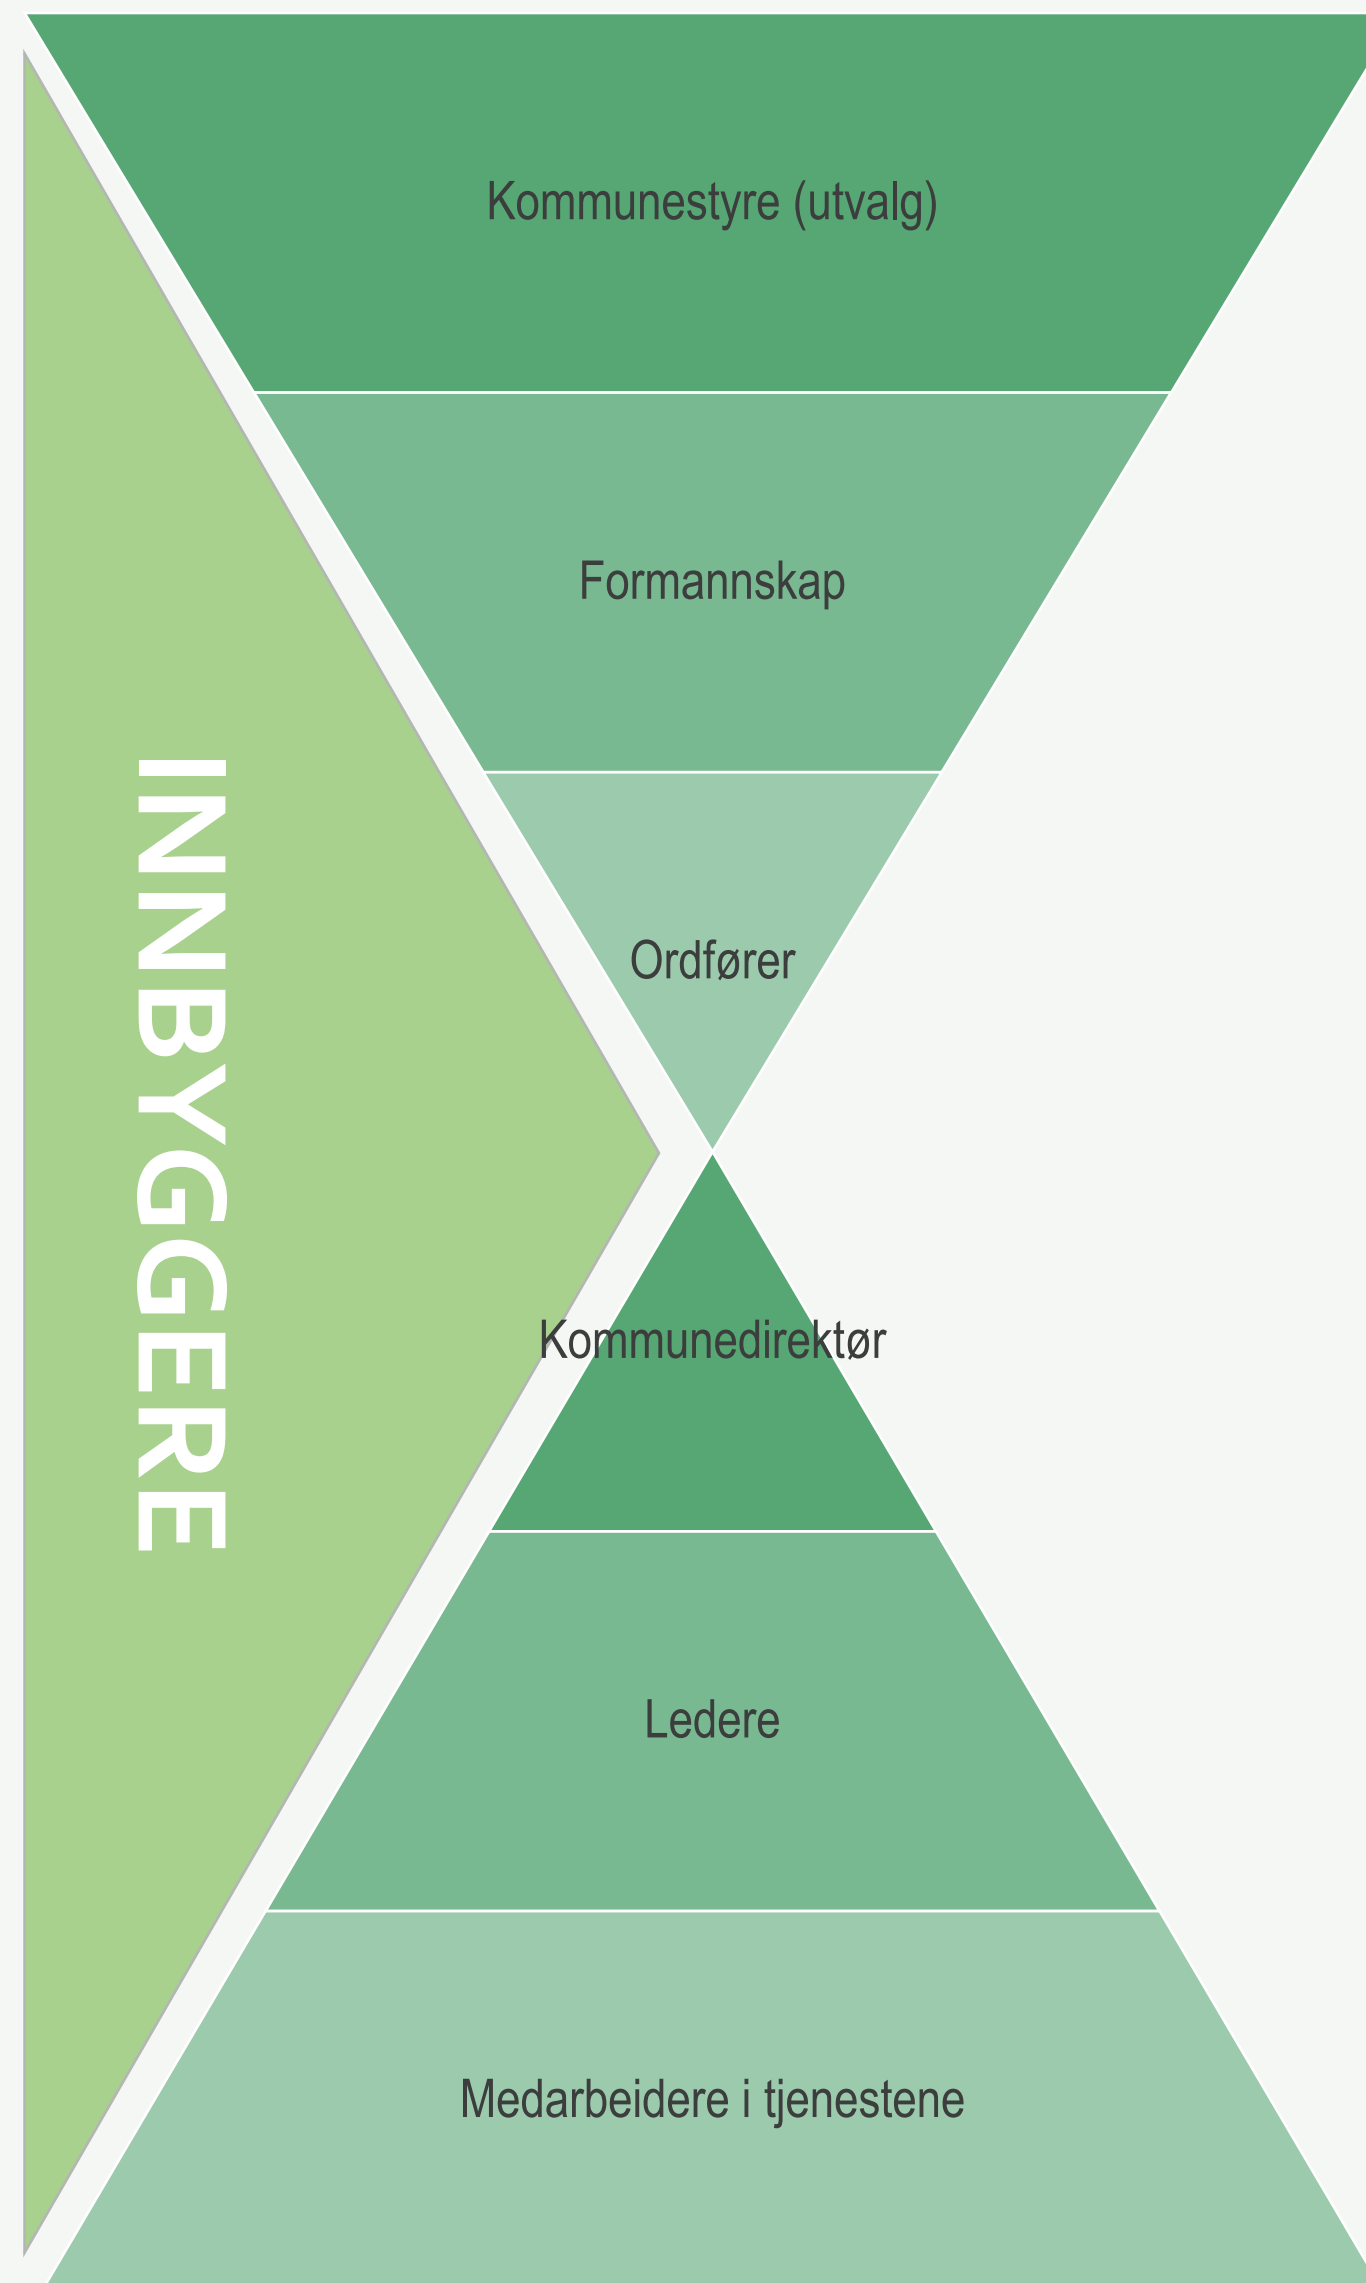 Kommunestyre (utvalg)
Formannskap
Ordfører
INNBYGGERE
Kommunedirektør
Ledere
Medarbeidere i tjenestene